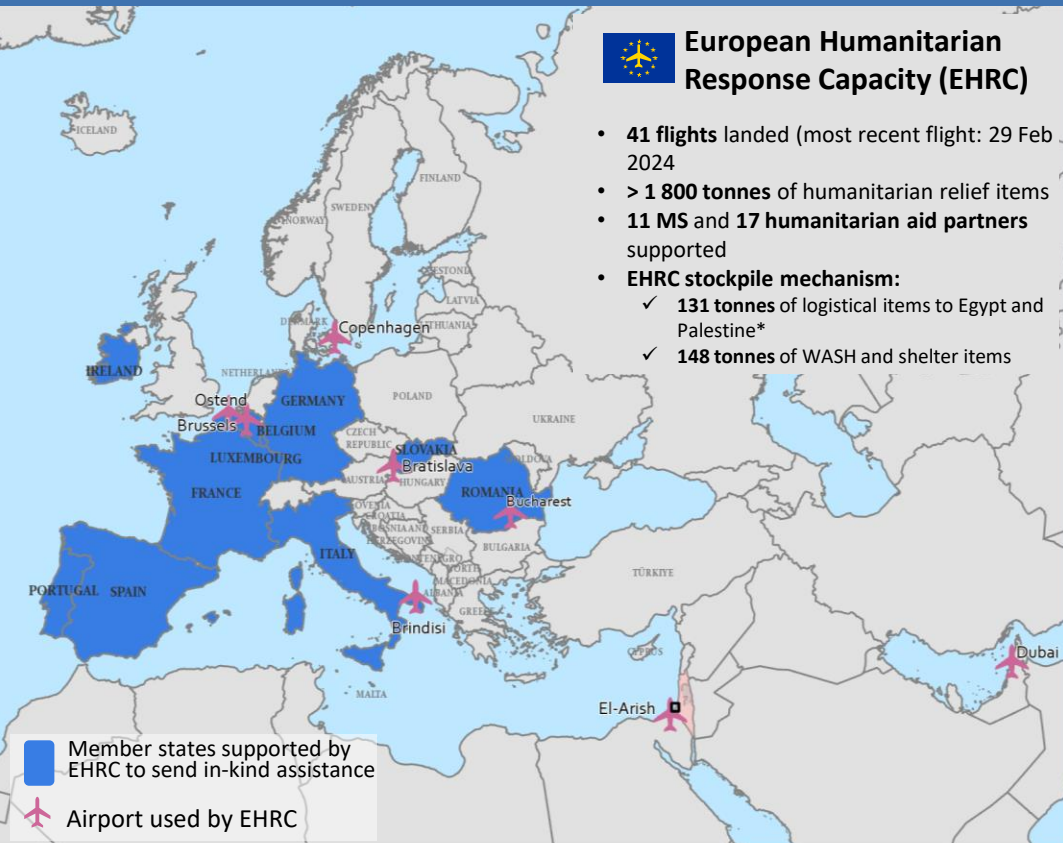 European Humanitarian
Response Capacity (EHRC)
• 41 flights landed (most recent flight: 29 Feb
2024
• > 1 800 tonnes of humanitarian relief items
• 11 MS and 17 humanitarian aid partners
supported
• EHRC stockpile mechanism:
✓ 131 tonnes of logistical items to Egypt and
Palestine*
✓ 148 tonnes of WASH and shelter items
ICELAND
FINLAND
NORWAY
SWEDEN
ESTONIA
LATVIA
LITHUANIA
DENMARK
Copenhagen
IRELAND
NETHERLAND
Ostend
Brussels
BELGIUM
GERMANY
POLAND
LUXEMBOURG
CZECH
REPUBLIC
SLOVAKIA
Bratislava
UKRAINE
MOLDOVA
FRANCE
AUSTRIA
HUNGARY
ROMANIA
Bucharest
SLOVENIA
CROATIA
BOSNIA AND
HERZEGOVINA
SERBIA
ITALY
MONTENEGRO
BULGARIA
NORTH
MACEDONIA
ALBANIA
PORTUGAL
SPAIN
GREECE
TÜRKIYE
Brindisi
CYPRUS
MALTA
El-Arish
Dubai
Member states supported by
EHRC to send in-kind assistance
Airport used by EHRC